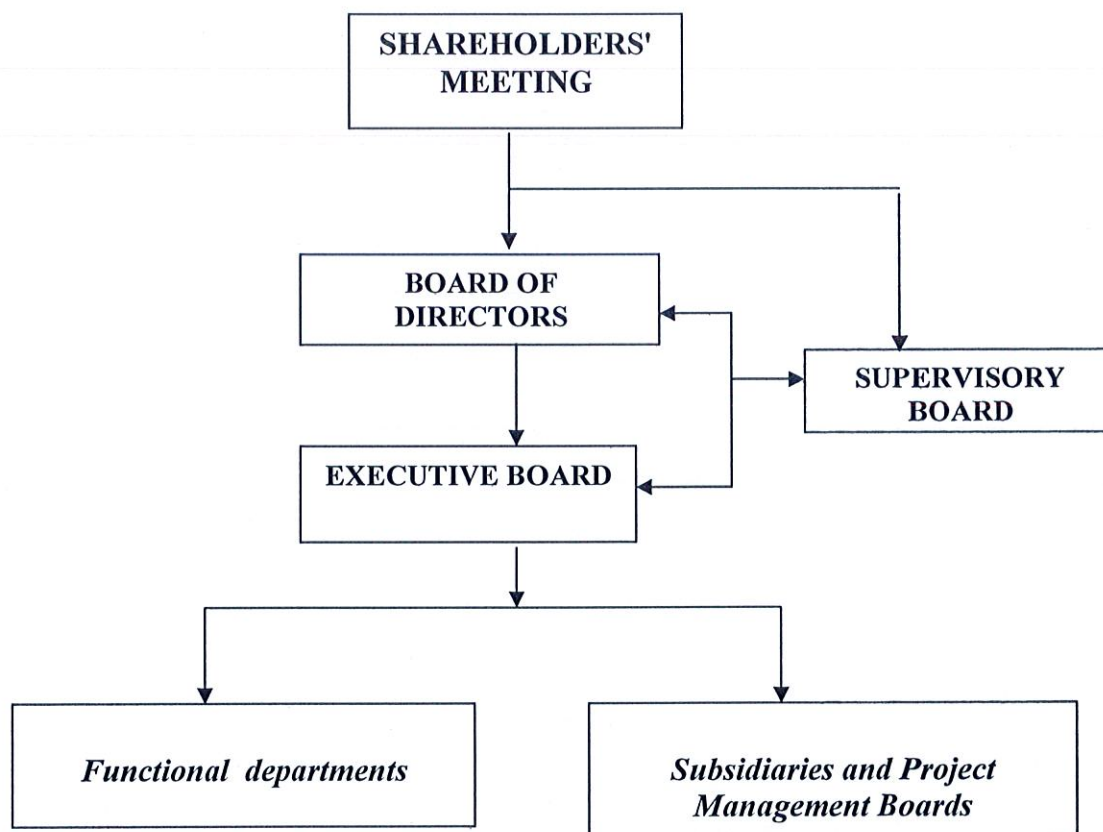 SHAREHOLDERS'
MEETING
BOARD OF
DIRECTORS
SUPERVISORY
BOARD
EXECUTIVE BOARD
Functional departments
Subsidiaries and Project
Management Boards